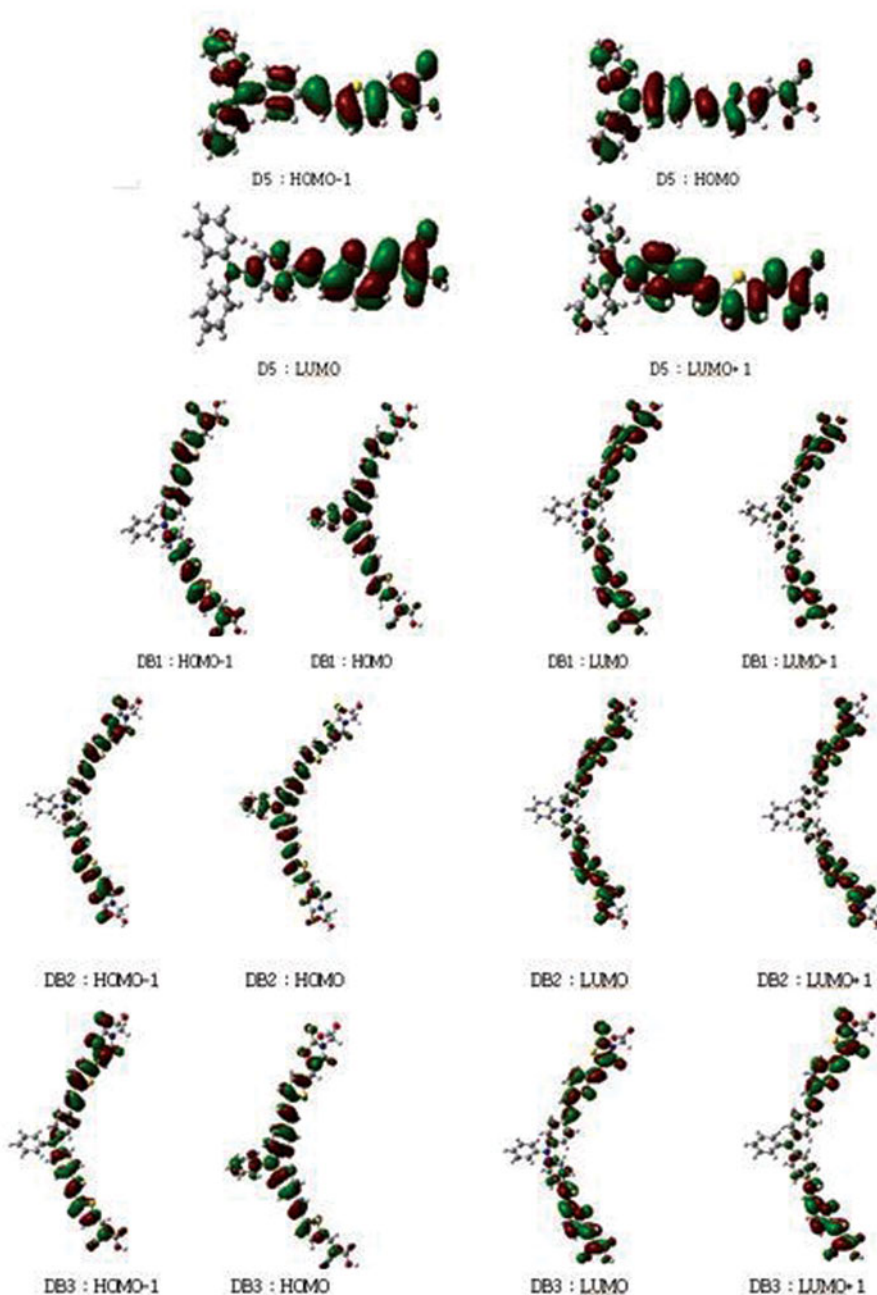 D5 : HOMO-1 D5 : HOMO
D5 : LUMO D5 : LUMO+1
DB1 : HOMO-1 DB1 : HOMO DB1 : LUMO DB1 : LUMO+1
DB2 : HOMO-1 DB2 : HOMO DB2 : LUMO DB2 : LUMO+1
DB3 : HOMO-1 DB3 : HOMO DB3 : LUMO DB3 : LUMO+1